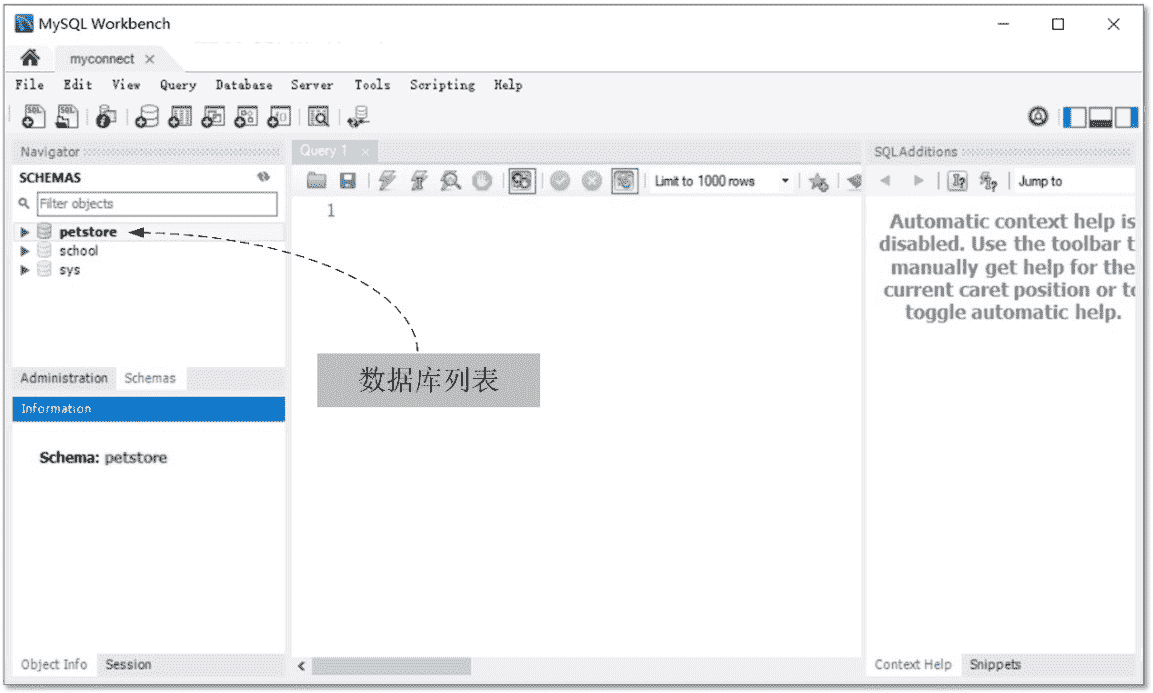 MySQL Workbench
myconnect
File Edit View Query Database Server Tools Scripting Help
Navigator
SCHEMAS
Filter objects
petstore
school
sys
Administration Schemas
Information
Schema: petstore
Object Info Session
Query 1
Limit to 1000 rows
1
数据库列表
SQLAdditions
Jump to
Automatic context help is
disabled. Use the toolbar t
manually get help for the
current caret position or to
toggle automatic help.
Context Help Snippets